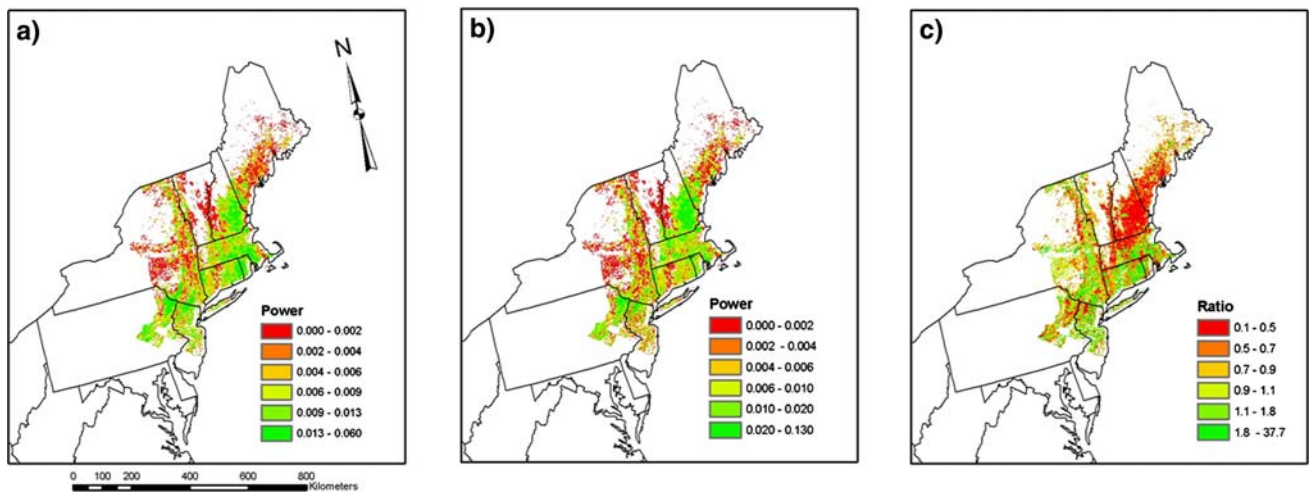 a)
N
Power
0.000 - 0.002
0.002 - 0.004
0.004 - 0.006
0.006 - 0.009
0.009 - 0.013
0.013 - 0.060
0 100 200 400 600 800
Kilometers
b)
Power
0.000 - 0.002
0.002 - 0.004
0.004 - 0.006
0.006 - 0.010
0.010 - 0.020
0.020 - 0.130
c)
Ratio
0.1 - 0.5
0.5 - 0.7
0.7 - 0.9
0.9 - 1.1
1.1 - 1.8
1.8 - 37.7